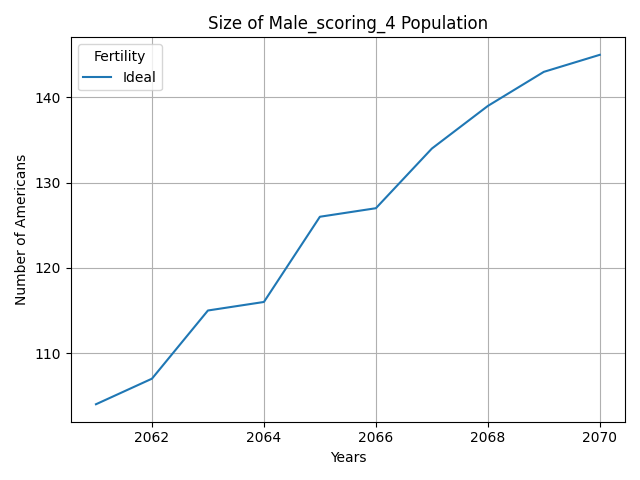 Size of Male_scoring_4 Population
Fertility
Ideal
Number of Americans
140
130
120
110
2062 2064 2066 2068 2070
Years